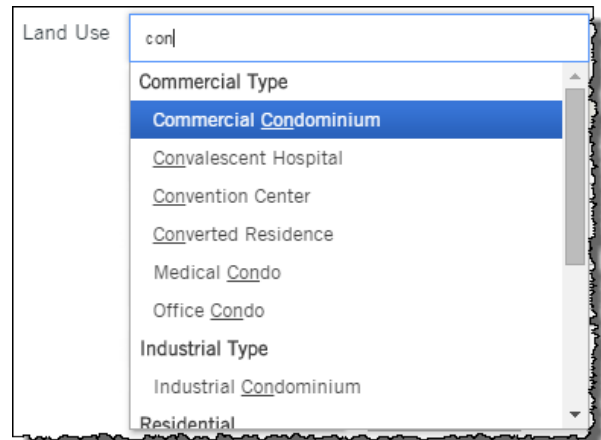 Land Use
con
Commercial Type
Commercial Condominium
Convalescent Hospital
Convention Center
Converted Residence
Medical Condo
Office Condo
Industrial Type
Industrial Condominium
Residential